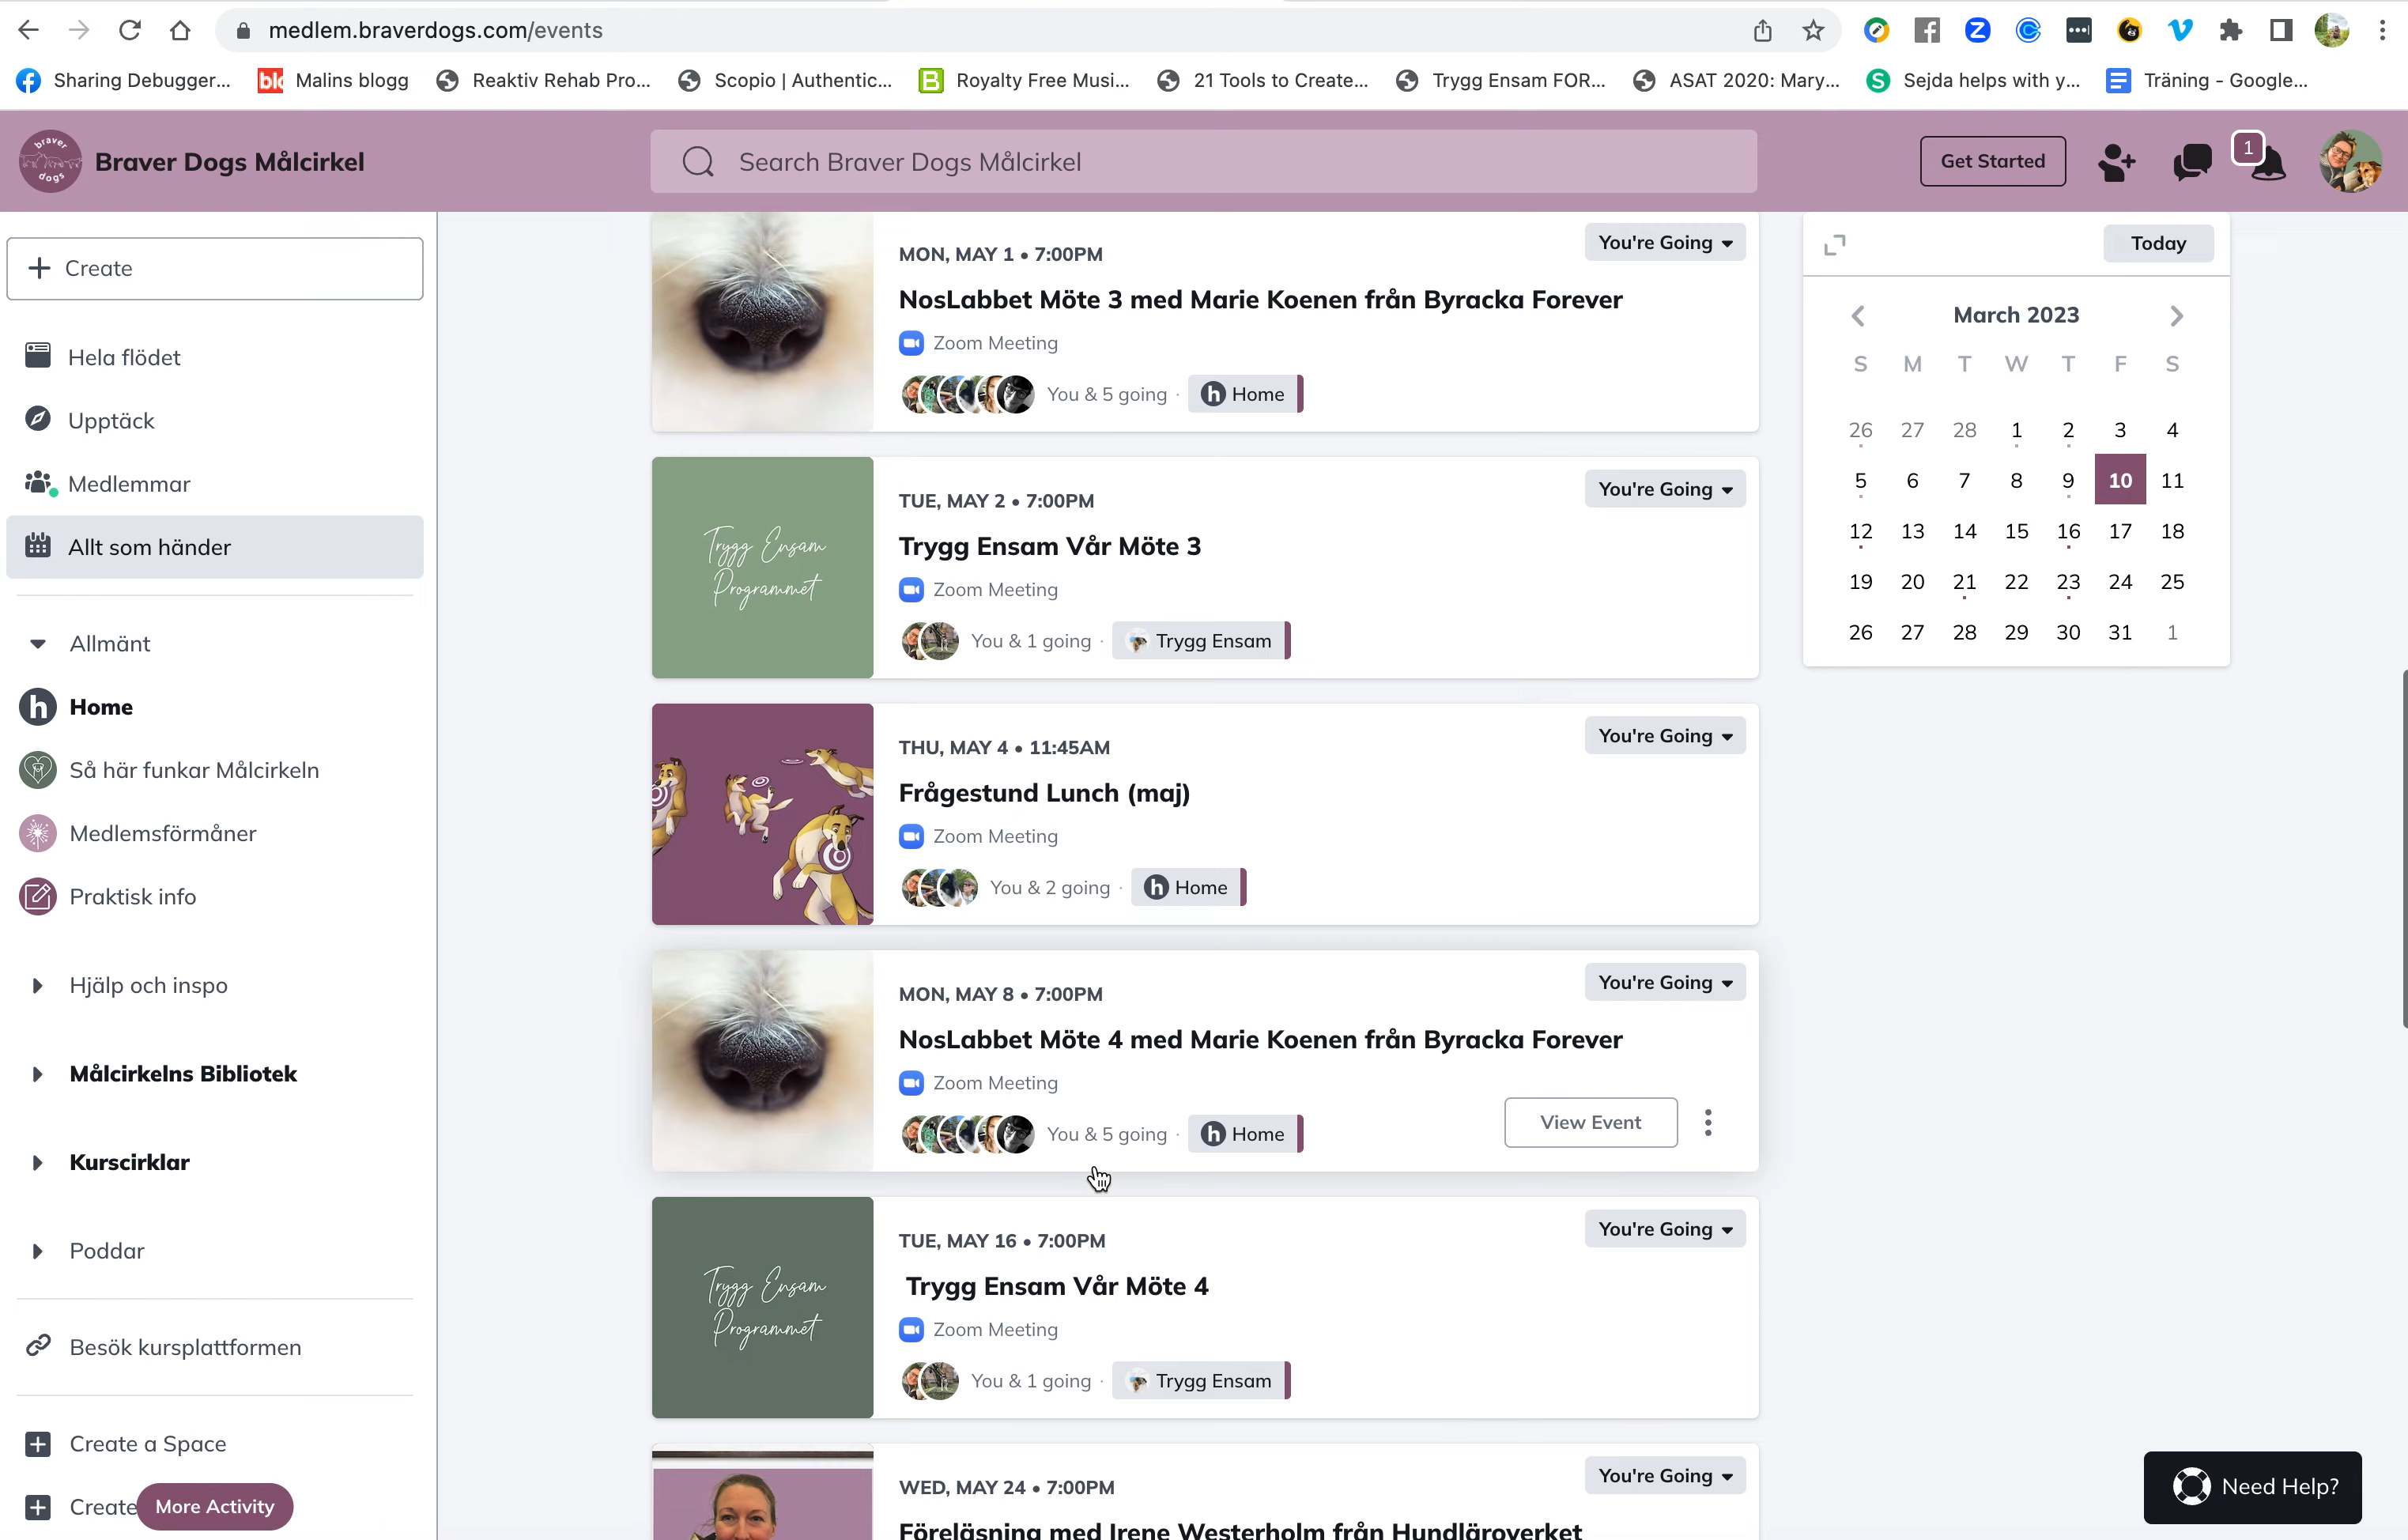 medlem.braverdogs.com/events
Sharing Debugger... Malins blogg Reaktiv Rehab Pro... Scopio | Authentic... Royalty Free Musi... 21 Tools to Create... Trygg Ensam FOR... ASAT 2020: Mary... Sejda helps with y... Träning - Google...
braver dogs
Braver Dogs Målcirkel
Search Braver Dogs Målcirkel
Get Started
1
Create
Hela flödet
Upptäck
Medlemmar
Allt som händer
Allmänt
Home
Så här funkar Målcirkeln
Medlemsförmåner
Praktisk info
Hjälp och inspo
Målcirkelns Bibliotek
Kurscirklar
Poddar
Besök kursplattformen
Create a Space
Create
More Activity
MON, MAY 1 • 7:00PM
You're Going
NosLabbet Möte 3 med Marie Koenen från Byracka Forever
Zoom Meeting
You & 5 going · Home
Trygg Ensam
Programmet
TUE, MAY 2 • 7:00PM
You're Going
Trygg Ensam Vår Möte 3
Zoom Meeting
You & 1 going · Trygg Ensam
THU, MAY 4 • 11:45AM
You're Going
Frågestund Lunch (maj)
Zoom Meeting
You & 2 going · Home
MON, MAY 8 • 7:00PM
You're Going
NosLabbet Möte 4 med Marie Koenen från Byracka Forever
Zoom Meeting
You & 5 going · Home
View Event
Trygg Ensam
Programmet
TUE, MAY 16 • 7:00PM
You're Going
Trygg Ensam Vår Möte 4
Zoom Meeting
You & 1 going · Trygg Ensam
WED, MAY 24 • 7:00PM
You're Going
Föreläsning med Irene Westerholm från Hundläroverket
Today
March 2023
S M T W T F S
26 27 28 1 2 3 4
5 6 7 8 9 10 11
12 13 14 15 16 17 18
19 20 21 22 23 24 25
26 27 28 29 30 31 1
Need Help?